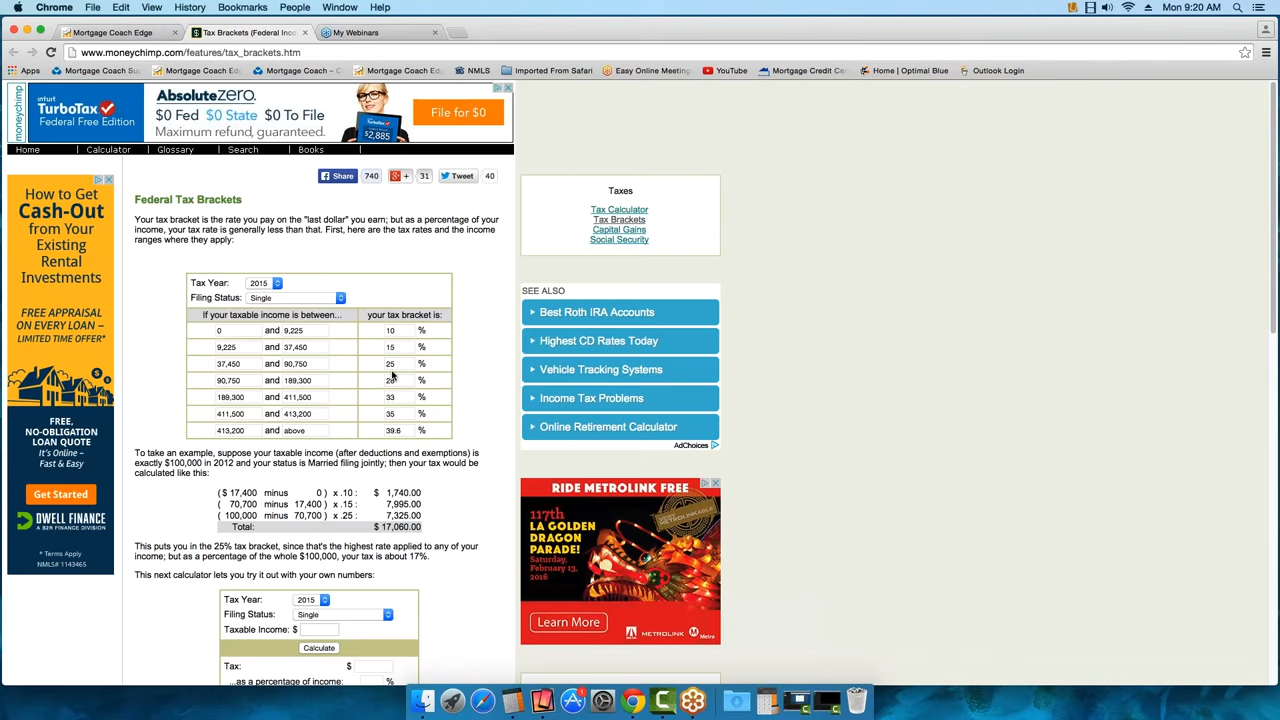 Chrome File Edit View History Bookmarks People Window Help
Mon 9:20 AM
Mortgage Coach Edge × Tax Brackets (Federal Inco × My Webinars ×
www.moneychimp.com/features/tax_brackets.htm
Apps Mortgage Coach Su Mortgage Coach Ed Mortgage Coach – C Mortgage Coach Ed NMLS Imported From Safari Easy Online Meeting YouTube Mortgage Credit Cer Home | Optimal Blue Outlook Login
moneychimp
intuit
TurboTax
Federal Free Edition
Absolutezero.
$0 Fed $0 State $0 To File
Maximum refund, guaranteed.
$2,885
File for $0
Home Calculator Glossary Search Books
Share 740 g+ + 31 Tweet 40
How to Get
Cash-Out
from Your
Existing
Rental
Investments
FREE APPRAISAL
ON EVERY LOAN –
LIMITED TIME OFFER*
FREE,
NO-OBLIGATION
LOAN QUOTE
It's Online –
Fast & Easy
Get Started
DWELL FINANCE
A B2R FINANCE DIVISION
* Terms Apply
NMLS# 1143465
Federal Tax Brackets
Your tax bracket is the rate you pay on the "last dollar" you earn; but as a percentage of your
income, your tax rate is generally less than that. First, here are the tax rates and the income
ranges where they apply:
Tax Year: 2015
Filing Status: Single
If your taxable income is between... your tax bracket is:
0 and 9,225 10 %
9,225 and 37,450 15 %
37,450 and 90,750 25 %
90,750 and 189,300 28 %
189,300 and 411,500 33 %
411,500 and 413,200 35 %
413,200 and above 39.6 %
To take an example, suppose your taxable income (after deductions and exemptions) is
exactly $100,000 in 2012 and your status is Married filing jointly; then your tax would be
calculated like this:
( $ 17,400 minus 0 ) x .10 : $ 1,740.00
( 70,700 minus 17,400 ) x .15 : 7,995.00
( 100,000 minus 70,700 ) x .25 : 7,325.00
Total: $ 17,060.00
This puts you in the 25% tax bracket, since that's the highest rate applied to any of your
income; but as a percentage of the whole $100,000, your tax is about 17%.
This next calculator lets you try it out with your own numbers:
Tax Year: 2015
Filing Status: Single
Taxable Income: $
Calculate
Tax: $
...as a percentage of income: %
Taxes
Tax Calculator
Tax Brackets
Capital Gains
Social Security
SEE ALSO
Best Roth IRA Accounts
Highest CD Rates Today
Vehicle Tracking Systems
Income Tax Problems
Online Retirement Calculator
AdChoices
RIDE METROLINK FREE
117th
LA GOLDEN
DRAGON
PARADE!
Saturday,
February 13,
2016
Learn More
METROLINK Metro